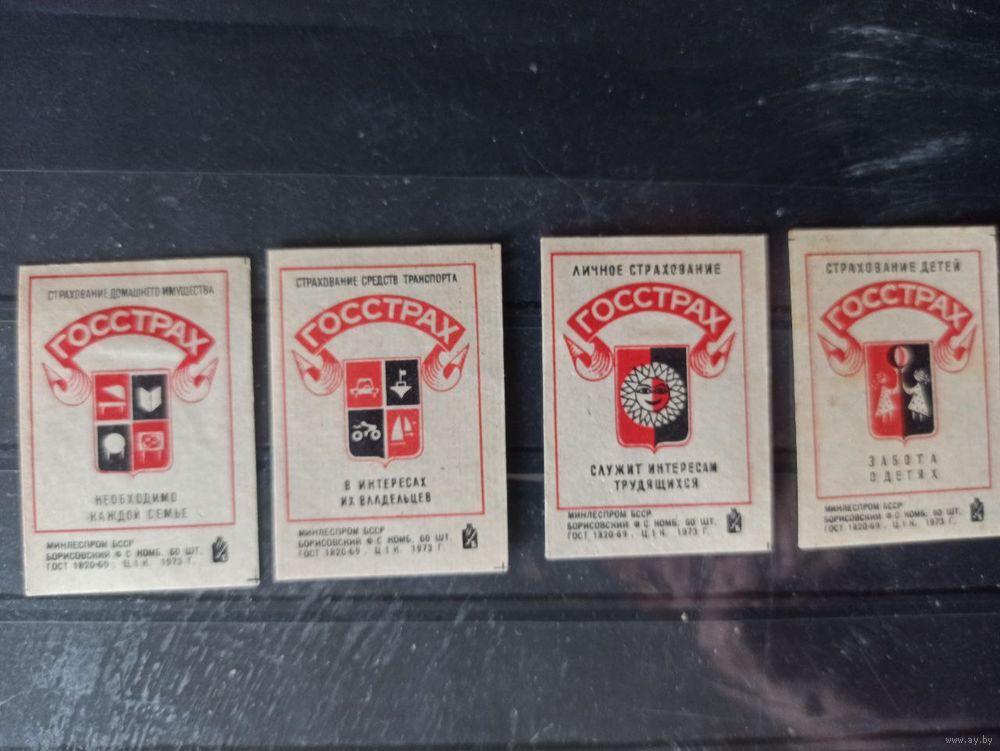 СТРАХОВАНИЕ ДОМАШНЕГО ИМУЩЕСТВА
ГОССТРАХ
НЕОБХОДИМО
КАЖДОЙ СЕМЬЕ
МИНЛЕСПРОМ БССР
БОРИСОВСКИЙ Ф С КОМБ. 60 ШТ.
ГОСТ 1820-69. Ц. 1 К. 1973 Г.
СТРАХОВАНИЕ СРЕДСТВ ТРАНСПОРТА
ГОССТРАХ
В ИНТЕРЕСАХ
ИХ ВЛАДЕЛЬЦЕВ
МИНЛЕСПРОМ БССР
БОРИСОВСКИЙ Ф С КОМБ. 60 ШТ.
ГОСТ 1820-69. Ц. 1 К. 1973 Г.
ЛИЧНОЕ СТРАХОВАНИЕ
ГОССТРАХ
СЛУЖИТ ИНТЕРЕСАМ
ТРУДЯЩИХСЯ
МИНЛЕСПРОМ БССР
БОРИСОВСКИЙ Ф С КОМБ. 60 ШТ.
ГОСТ 1820-69. Ц. 1 К. 1973 Г.
СТРАХОВАНИЕ ДЕТЕЙ
ГОССТРАХ
ЗАБОТА
О ДЕТЯХ
МИНЛЕСПРОМ БССР
БОРИСОВСКИЙ Ф С КОМБ. 60 ШТ.
ГОСТ 1820-69. Ц. 1 К. 1973 Г.
www.ay.by